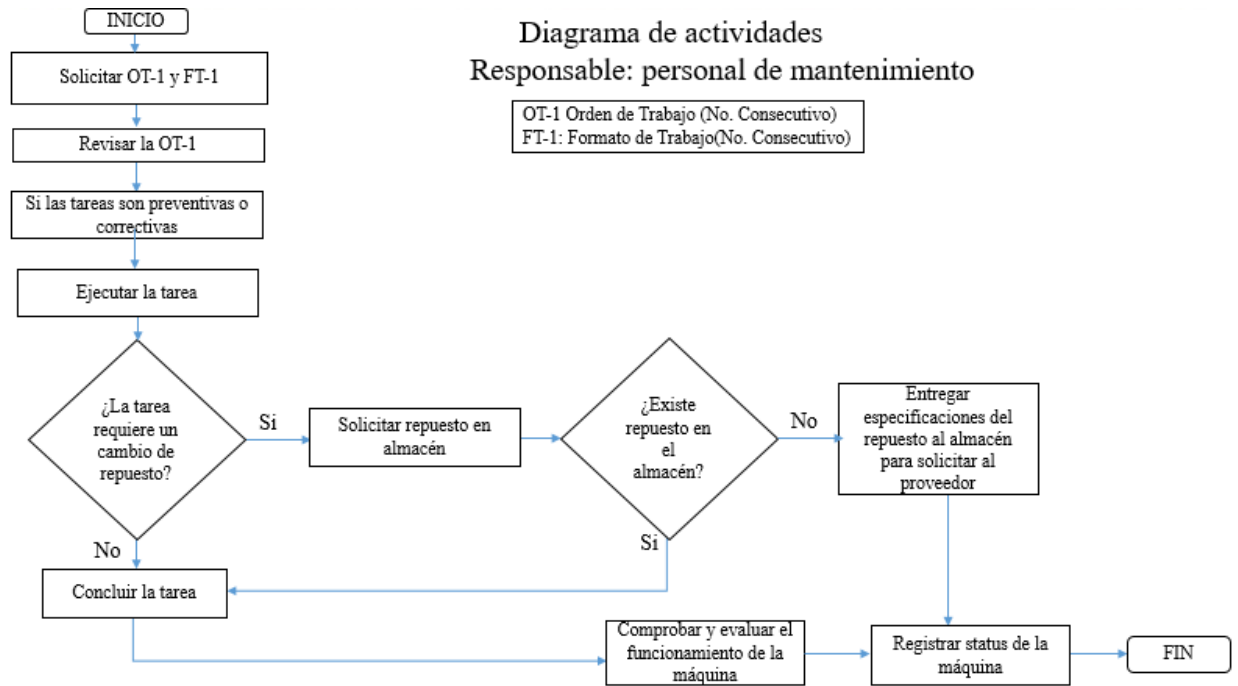 INICIO
Diagrama de actividades
Responsable: personal de mantenimiento
OT-1 Orden de Trabajo (No. Consecutivo)
FT-1: Formato de Trabajo(No. Consecutivo)
Solicitar OT-1 y FT-1
Revisar la OT-1
Si las tareas son preventivas o
correctivas
Ejecutar la tarea
¿La tarea
requiere un
cambio de
repuesto?
Si
Solicitar repuesto en
almacén
¿Existe
repuesto en
el
almacén?
No
Entregar
especificaciones del
repuesto al almacén
para solicitar al
proveedor
No
Si
Concluir la tarea
Comprobar y evaluar el
funcionamiento de la
máquina
Registrar status de la
máquina
FIN